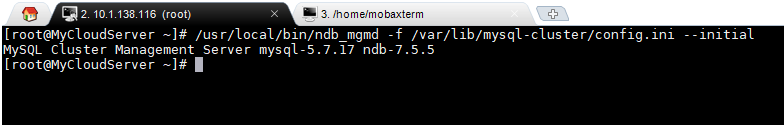 2. 10.1.138.116 (root)
3. /home/mobaxterm
[root@MyCloudServer ~]# /usr/local/bin/ndb_mgmd -f /var/lib/mysql-cluster/config.ini --initial
MySQL Cluster Management Server mysql-5.7.17 ndb-7.5.5
[root@MyCloudServer ~]#